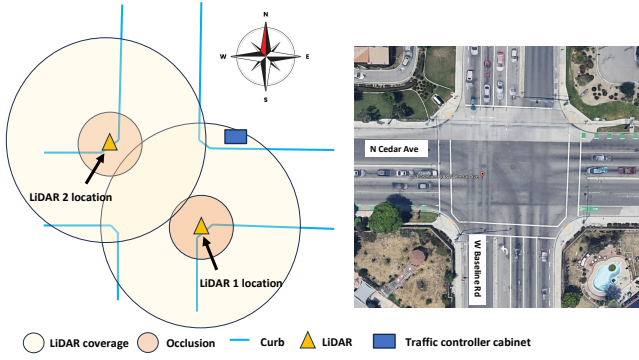 N
W
E
S
N Cedar Ave
LiDAR 2 location
LiDAR 1 location
W Baseline Rd
LiDAR coverage
Occlusion
Curb
LiDAR
Traffic controller cabinet